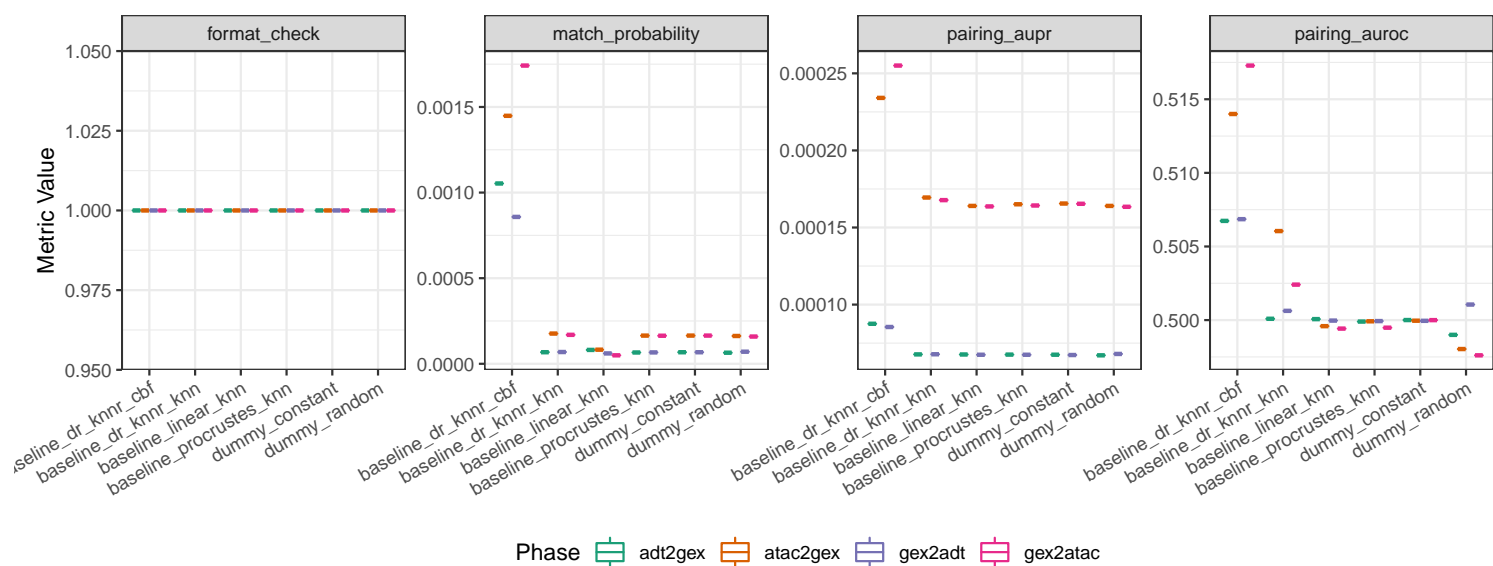 format_check
match_probability
pairing_aupr
pairing_auroc
Metric Value
1.050
1.025
1.000
0.975
0.950
0.0015
0.0010
0.0005
0.0000
0.00025
0.00020
0.00015
0.00010
0.515
0.510
0.505
0.500
aseline_dr_knnr_cbf
baseline_dr_knnr_knn
baseline_linear_knn
baseline_procrustes_knn
dummy_constant
dummy_random
baseline_dr_knnr_cbf
baseline_dr_knnr_knn
baseline_linear_knn
baseline_procrustes_knn
dummy_constant
dummy_random
baseline_dr_knnr_cbf
baseline_dr_knnr_knn
baseline_linear_knn
baseline_procrustes_knn
dummy_constant
dummy_random
baseline_dr_knnr_cbf
baseline_dr_knnr_knn
baseline_linear_knn
baseline_procrustes_knn
dummy_constant
dummy_random
Phase adt2gex atac2gex gex2adt gex2atac